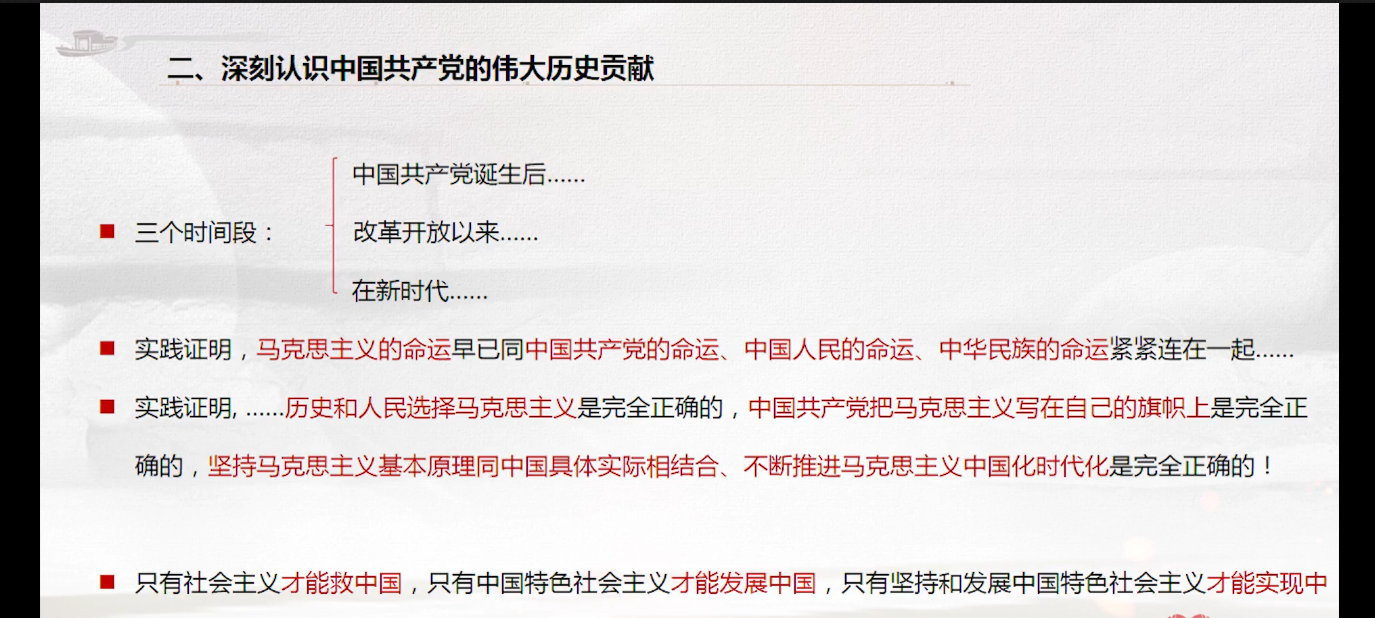 二、深刻认识中国共产党的伟大历史贡献
中国共产党诞生后……
三个时间段：
改革开放以来……
在新时代……
实践证明，马克思主义的命运早已同中国共产党的命运、中国人民的命运、中华民族的命运紧紧连在一起……
实践证明, ……历史和人民选择马克思主义是完全正确的，中国共产党把马克思主义写在自己的旗帜上是完全正
确的，坚持马克思主义基本原理同中国具体实际相结合、不断推进马克思主义中国化时代化是完全正确的！
只有社会主义才能救中国，只有中国特色社会主义才能发展中国，只有坚持和发展中国特色社会主义才能实现中